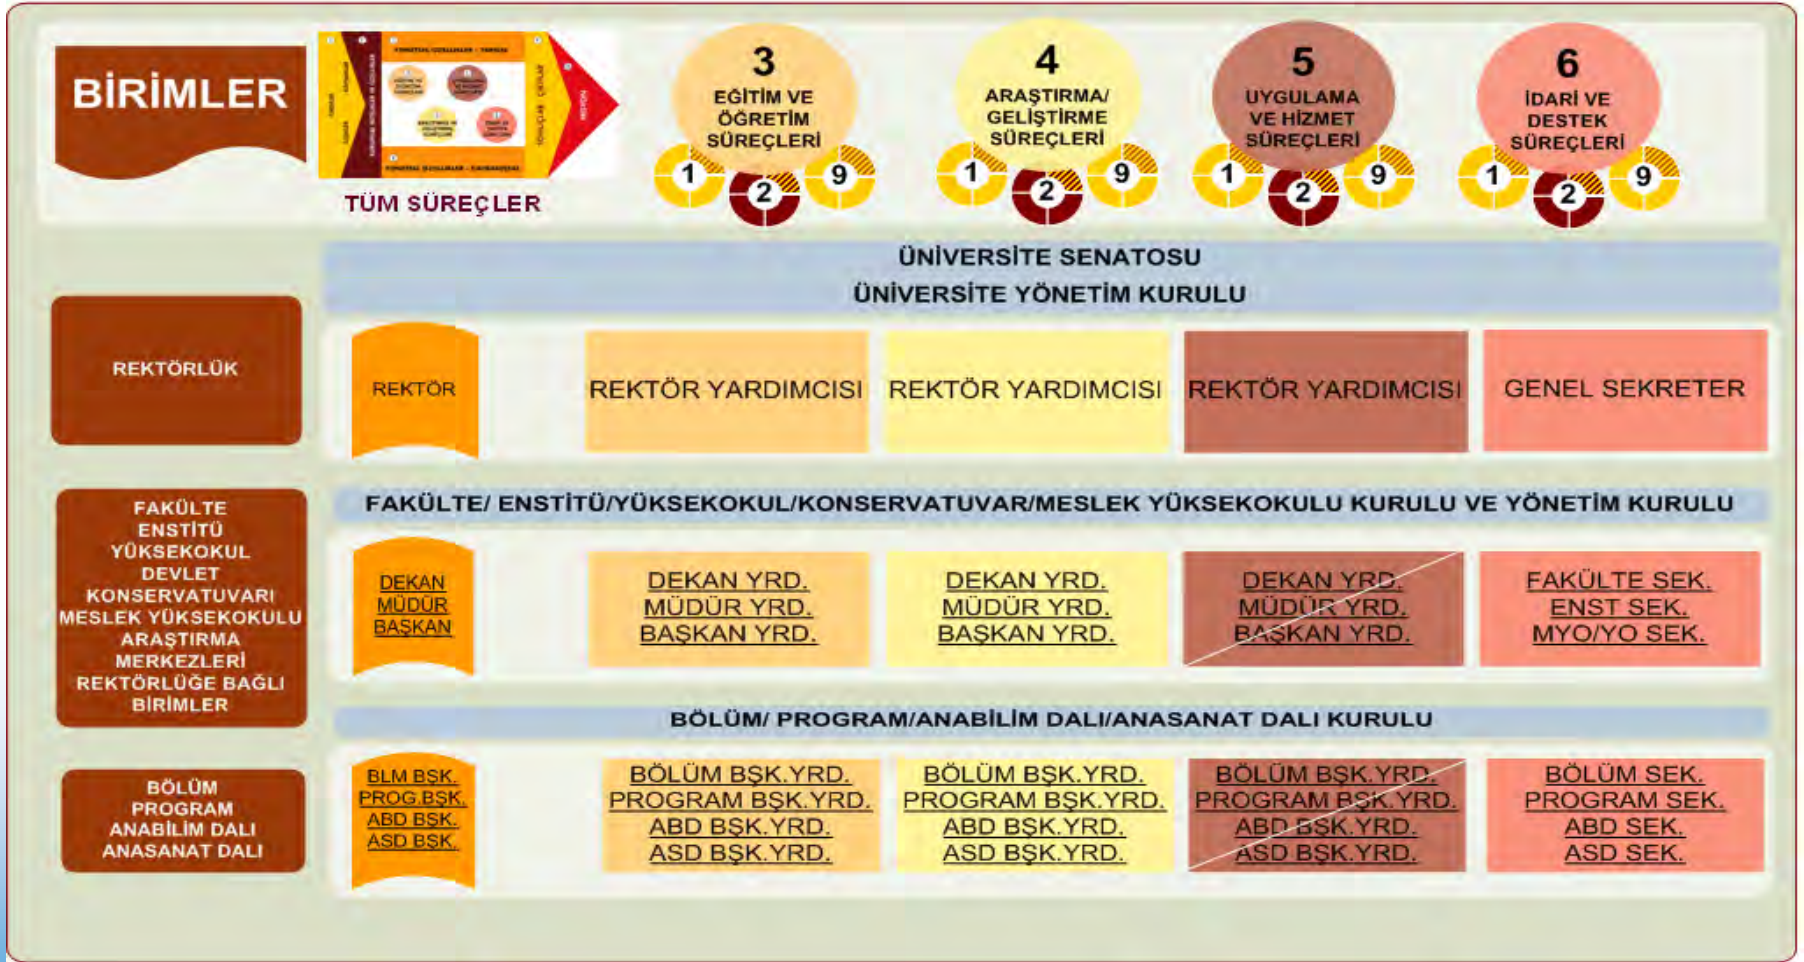 BİRİMLER
TÜM SÜREÇLER
3
EĞİTİM VE
ÖĞRETİM
SÜREÇLERİ
1
2
9
4
ARAŞTIRMA/
GELİŞTİRME
SÜREÇLERİ
1
2
9
5
UYGULAMA
VE HİZMET
SÜREÇLERİ
1
2
9
6
İDARİ VE
DESTEK
SÜREÇLERİ
1
2
9
ÜNİVERSİTE SENATOSU
ÜNİVERSİTE YÖNETİM KURULU
REKTÖRLÜK
REKTÖR
REKTÖR YARDIMCISI
REKTÖR YARDIMCISI
REKTÖR YARDIMCISI
GENEL SEKRETER
FAKÜLTE/ ENSTİTÜ/YÜKSEKOKUL/KONSERVATUVAR/MESLEK YÜKSEKOKULU KURULU VE YÖNETİM KURULU
FAKÜLTE
ENSTİTÜ
YÜKSEKOKUL
DEVLET
KONSERVATUVARI
MESLEK YÜKSEKOKULU
ARAŞTIRMA
MERKEZLERİ
REKTÖRLÜĞE BAĞLI
BİRİMLER
DEKAN
MÜDÜR
BAŞKAN
DEKAN YRD.
MÜDÜR YRD.
BAŞKAN YRD.
DEKAN YRD.
MÜDÜR YRD.
BAŞKAN YRD.
DEKAN YRD.
MÜDÜR YRD.
BAŞKAN YRD.
FAKÜLTE SEK.
ENST SEK.
MYO/YO SEK.
BÖLÜM/ PROGRAM/ANABİLİM DALI/ANASANAT DALI KURULU
BÖLÜM
PROGRAM
ANABİLİM DALI
ANASANAT DALI
BLM BŞK.
PROG.BŞK.
ABD BŞK.
ASD BŞK.
BÖLÜM BŞK.YRD.
PROGRAM BŞK.YRD.
ABD BŞK.YRD.
ASD BŞK.YRD.
BÖLÜM BŞK.YRD.
PROGRAM BŞK.YRD.
ABD BŞK.YRD.
ASD BŞK.YRD.
BÖLÜM BŞK.YRD.
PROGRAM BŞK.YRD.
ABD BŞK.YRD.
ASD BŞK.YRD.
BÖLÜM SEK.
PROGRAM SEK.
ABD SEK.
ASD SEK.